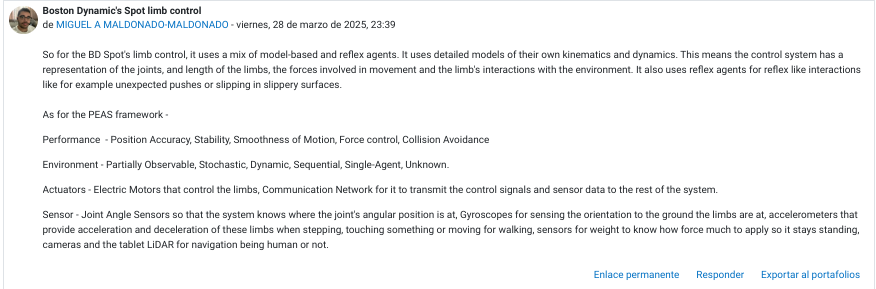 Boston Dynamic's Spot limb control
de MIGUEL A MALDONADO-MALDONADO - viernes, 28 de marzo de 2025, 23:39
So for the BD Spot's limb control, it uses a mix of model-based and reflex agents. It uses detailed models of their own kinematics and dynamics. This means the control system has a
representation of the joints, and length of the limbs, the forces involved in movement and the limb's interactions with the environment. It also uses reflex agents for reflex like interactions
like for example unexpected pushes or slipping in slippery surfaces.
As for the PEAS framework -
Performance - Position Accuracy, Stability, Smoothness of Motion, Force control, Collision Avoidance
Environment - Partially Observable, Stochastic, Dynamic, Sequential, Single-Agent, Unknown.
Actuators - Electric Motors that control the limbs, Communication Network for it to transmit the control signals and sensor data to the rest of the system.
Sensor - Joint Angle Sensors so that the system knows where the joint's angular position is at, Gyroscopes for sensing the orientation to the ground the limbs are at, accelerometers that
provide acceleration and deceleration of these limbs when stepping, touching something or moving for walking, sensors for weight to know how force much to apply so it stays standing,
cameras and the tablet LiDAR for navigation being human or not.
Enlace permanente Responder Exportar al portafolios